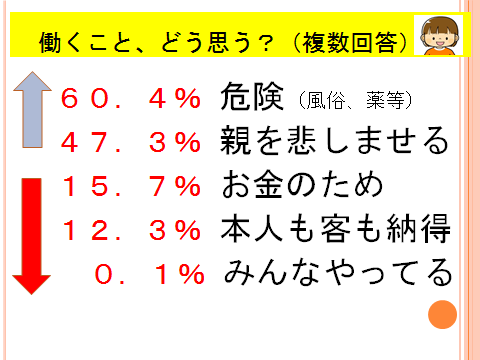 働くこと、どう思う？（複数回答）
６０．４％ 危険（風俗、薬等）
４７．３％ 親を悲しませる
１５．７％ お金のため
１２．３％ 本人も客も納得
０．１％ みんなやってる